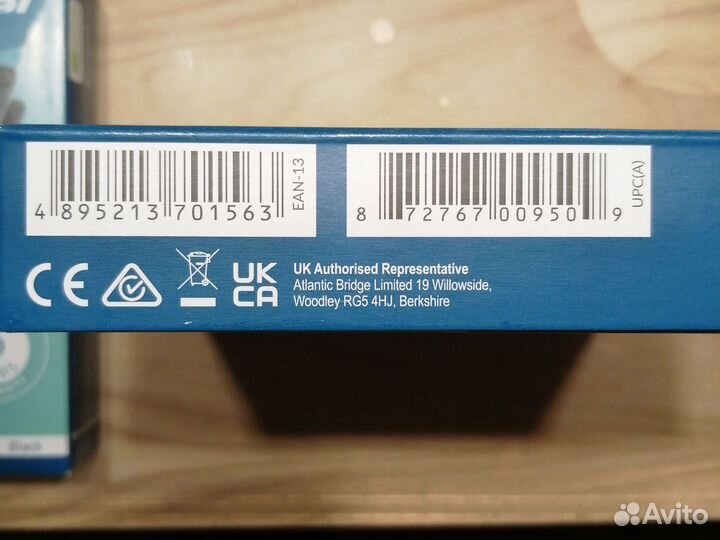 4 895213 701563
EAN-13
8 72767 00950 9
UPC(A)
CE
UK
CA
UK Authorised Representative
Atlantic Bridge Limited 19 Willowside,
Woodley RG5 4HJ, Berkshire
Black
Avito